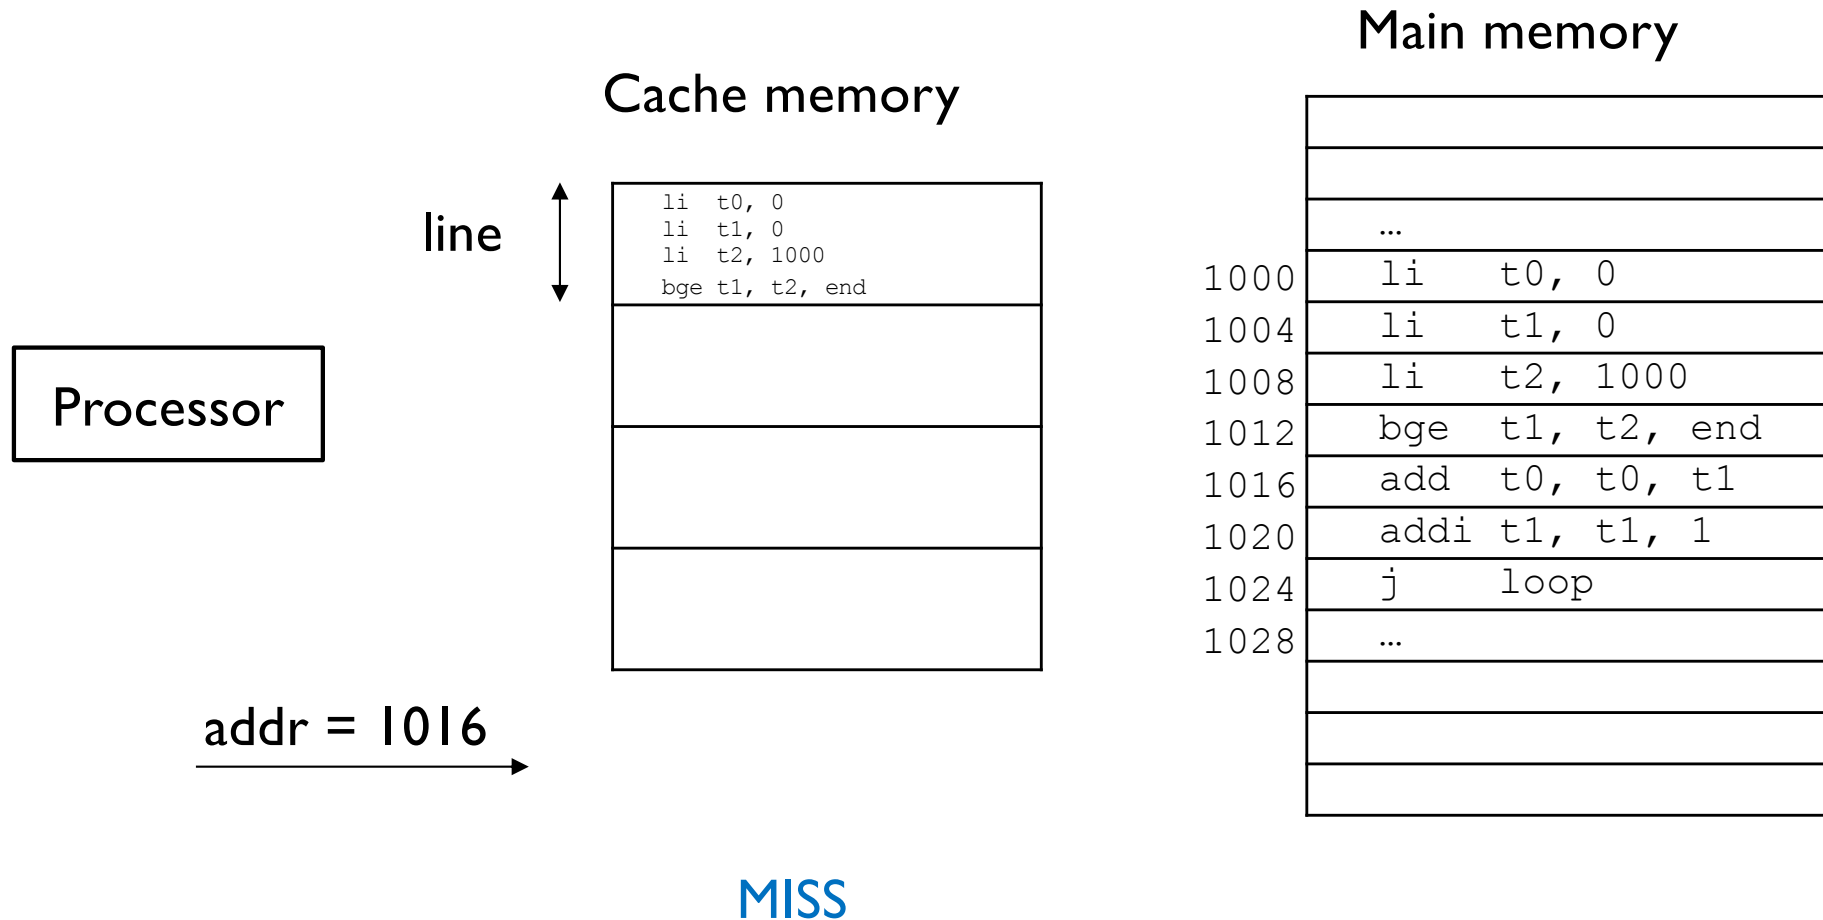 Main memory
Cache memory
line
li t0, 0
li t1, 0
li t2, 1000
bge t1, t2, end
Processor
addr = 1016
MISS
…
1000 li t0, 0
1004 li t1, 0
1008 li t2, 1000
1012 bge t1, t2, end
1016 add t0, t0, t1
1020 addi t1, t1, 1
1024 j loop
1028 …